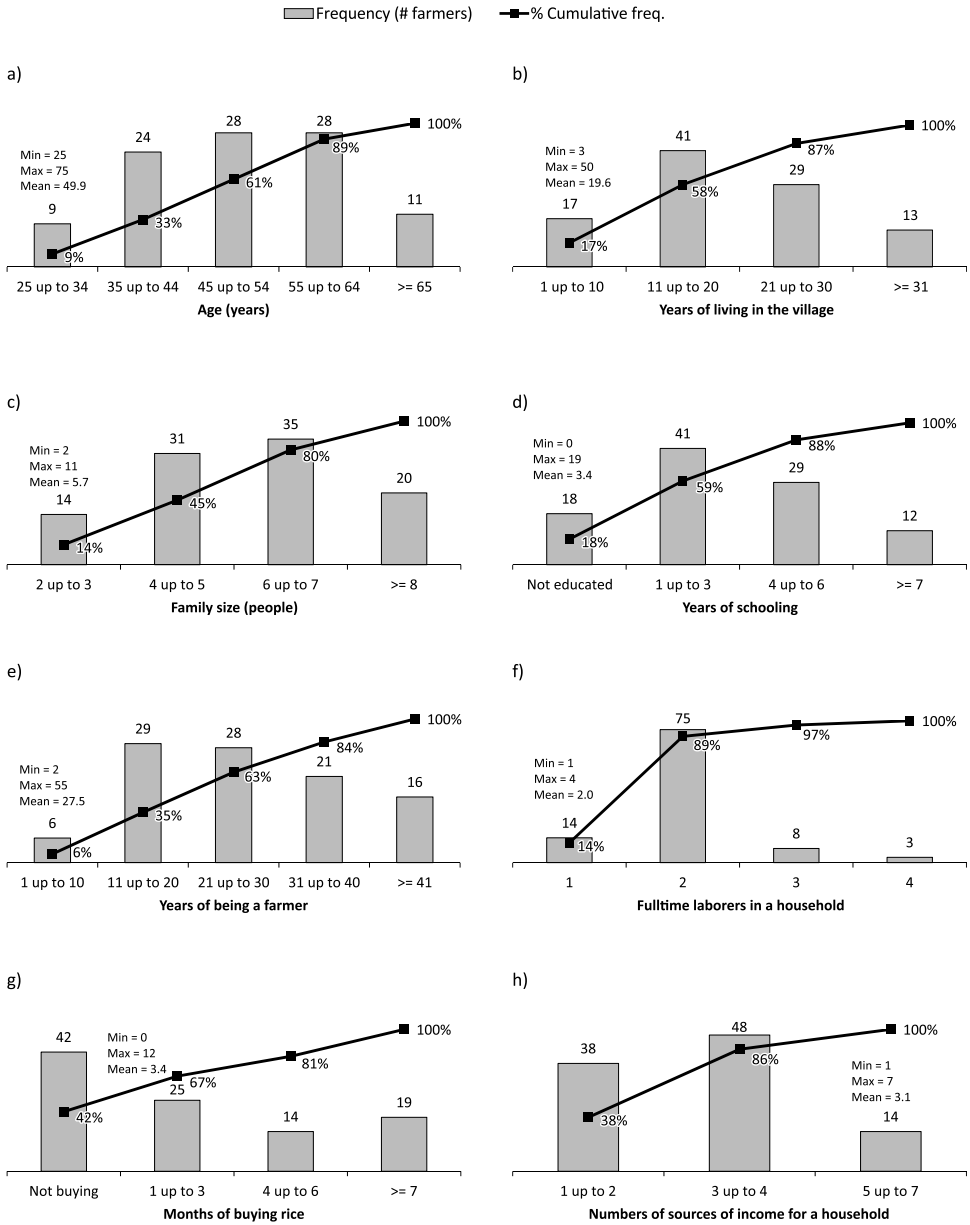 Frequency (# farmers) % Cumulative freq.
a)
Min = 25
Max = 75
Mean = 49.9
9 24 28 28 11
9% 33% 61% 89% 100%
25 up to 34 35 up to 44 45 up to 54 55 up to 64 >= 65
Age (years)
b)
Min = 3
Max = 50
Mean = 19.6
17 41 29 13
17% 58% 87% 100%
1 up to 10 11 up to 20 21 up to 30 >= 31
Years of living in the village
c)
Min = 2
Max = 11
Mean = 5.7
14 31 35 20
14% 45% 80% 100%
2 up to 3 4 up to 5 6 up to 7 >= 8
Family size (people)
d)
Min = 0
Max = 19
Mean = 3.4
18 41 29 12
18% 59% 88% 100%
Not educated 1 up to 3 4 up to 6 >= 7
Years of schooling
e)
Min = 2
Max = 55
Mean = 27.5
6 29 28 21 16
6% 35% 63% 84% 100%
1 up to 10 11 up to 20 21 up to 30 31 up to 40 >= 41
Years of being a farmer
f)
Min = 1
Max = 4
Mean = 2.0
14 75 8 3
14% 89% 97% 100%
1 2 3 4
Fulltime laborers in a household
g)
Min = 0
Max = 12
Mean = 3.4
42 25 14 19
42% 67% 81% 100%
Not buying 1 up to 3 4 up to 6 >= 7
Months of buying rice
h)
Min = 1
Max = 7
Mean = 3.1
38 48 14
38% 86% 100%
1 up to 2 3 up to 4 5 up to 7
Numbers of sources of income for a household